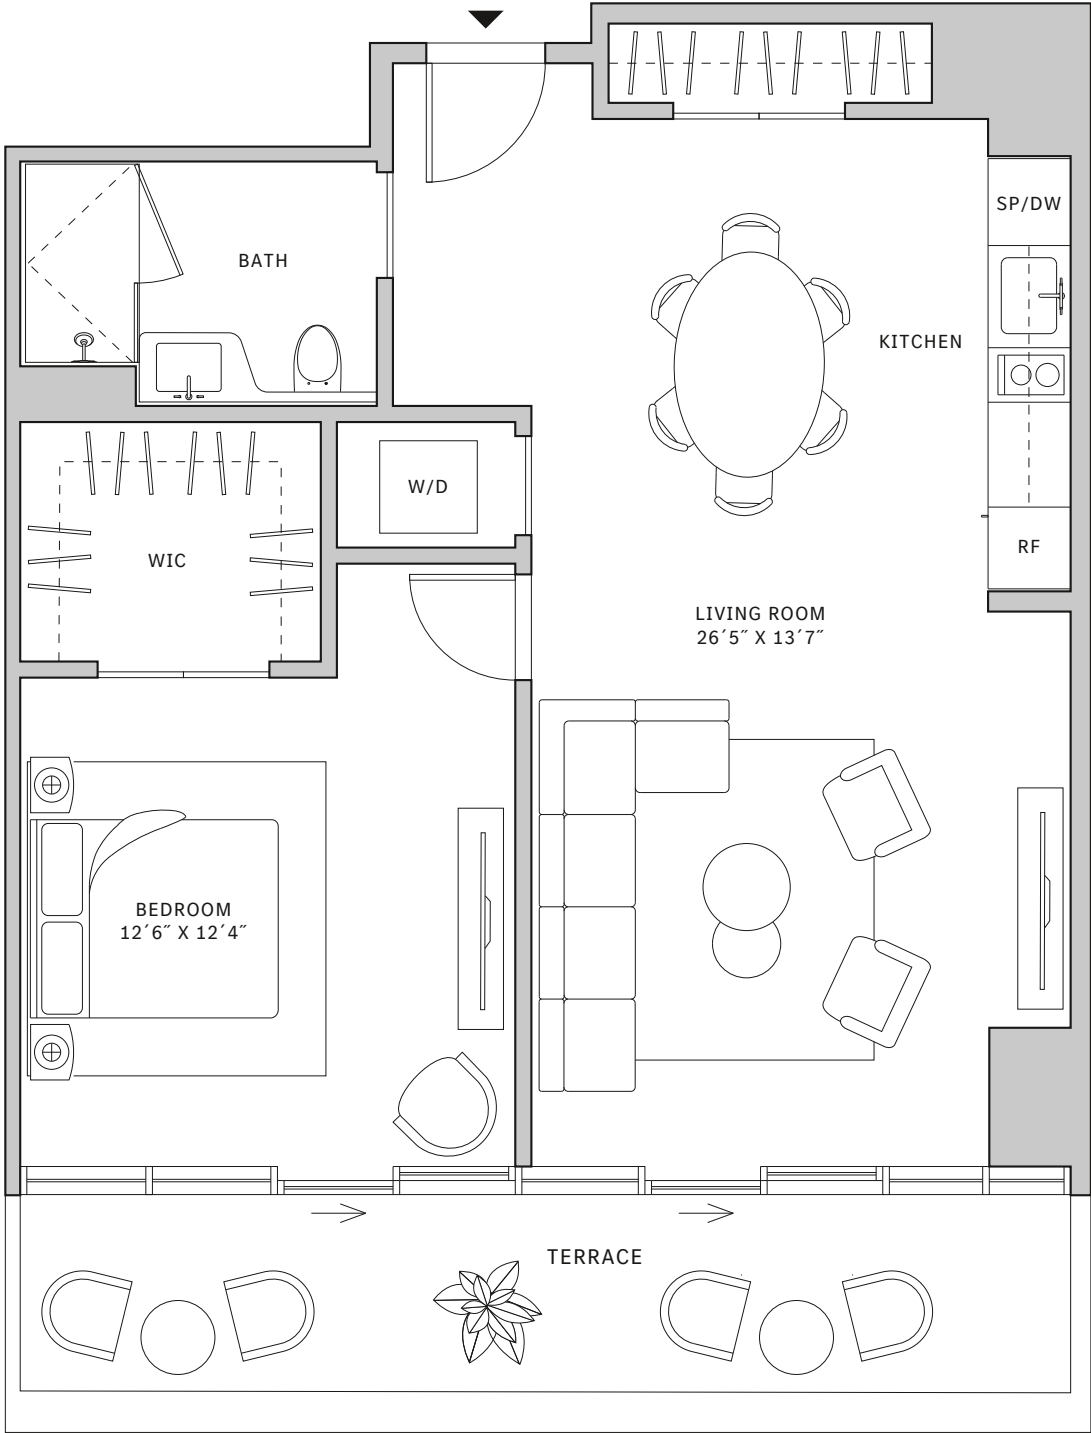 SP/DW
BATH
KITCHEN
W/D
RF
WIC
LIVING ROOM
26´5˝ X 13´7˝
BEDROOM
12´6˝ X 12´4˝
TERRACE